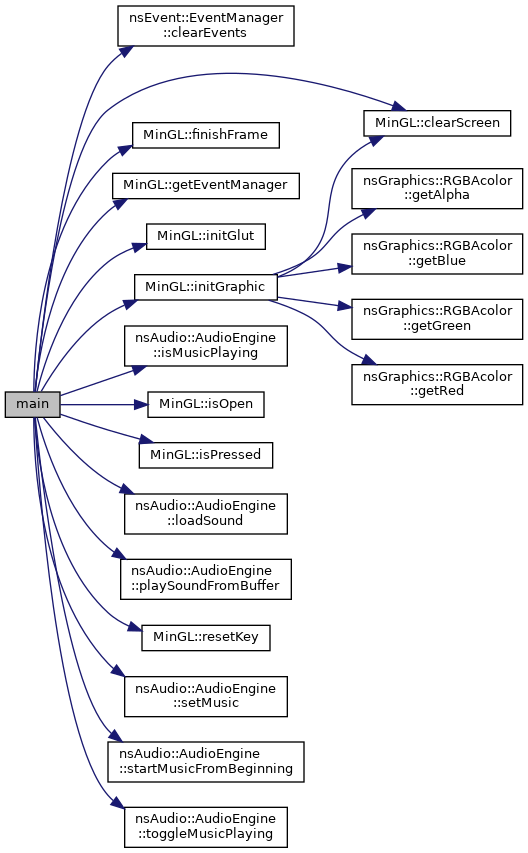 main
nsEvent::EventManager
::clearEvents
MinGL::finishFrame
MinGL::getEventManager
MinGL::initGlut
MinGL::initGraphic
nsAudio::AudioEngine
::isMusicPlaying
MinGL::isOpen
MinGL::isPressed
nsAudio::AudioEngine
::loadSound
nsAudio::AudioEngine
::playSoundFromBuffer
MinGL::resetKey
nsAudio::AudioEngine
::setMusic
nsAudio::AudioEngine
::startMusicFromBeginning
nsAudio::AudioEngine
::toggleMusicPlaying
MinGL::clearScreen
nsGraphics::RGBAcolor
::getAlpha
nsGraphics::RGBAcolor
::getBlue
nsGraphics::RGBAcolor
::getGreen
nsGraphics::RGBAcolor
::getRed